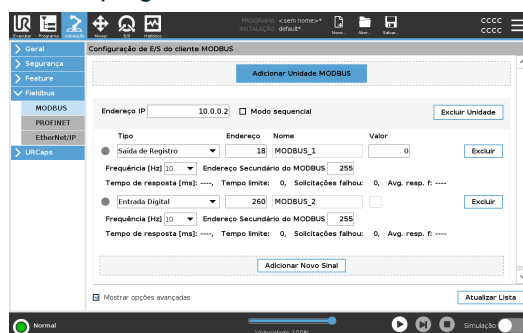 PROGRAMA <sem nome>*
INSTALAÇÃO default*
Executar Programa Instalação Mover E/S Histórico Novo... Abrir... Salvar...
cccc
cccc
Geral
Segurança
Feature
Fieldbus
MODBUS
PROFINET
EtherNet/IP
URCaps
Configuração de E/S do cliente MODBUS
Adicionar Unidade MODBUS
Endereço IP 10.0.0.2 Modo sequencial Excluir Unidade
Tipo Endereço Nome Valor
Saída de Registro 18 MODBUS_1 0 Excluir
Frequência [Hz] 10 Endereço Secundário do MODBUS 255
Tempo de resposta [ms]: ----, Tempo limite: 0, Solicitações falhou: 0, Avg. resp. f: ----
Entrada Digital 260 MODBUS_2 Excluir
Frequência [Hz] 10 Endereço Secundário do MODBUS 255
Tempo de resposta [ms]: ----, Tempo limite: 0, Solicitações falhou: 0, Avg. resp. f: ----
Adicionar Novo Sinal
Mostrar opções avançadas Atualizar Lista
Normal
Velocidade 100%
Simulação